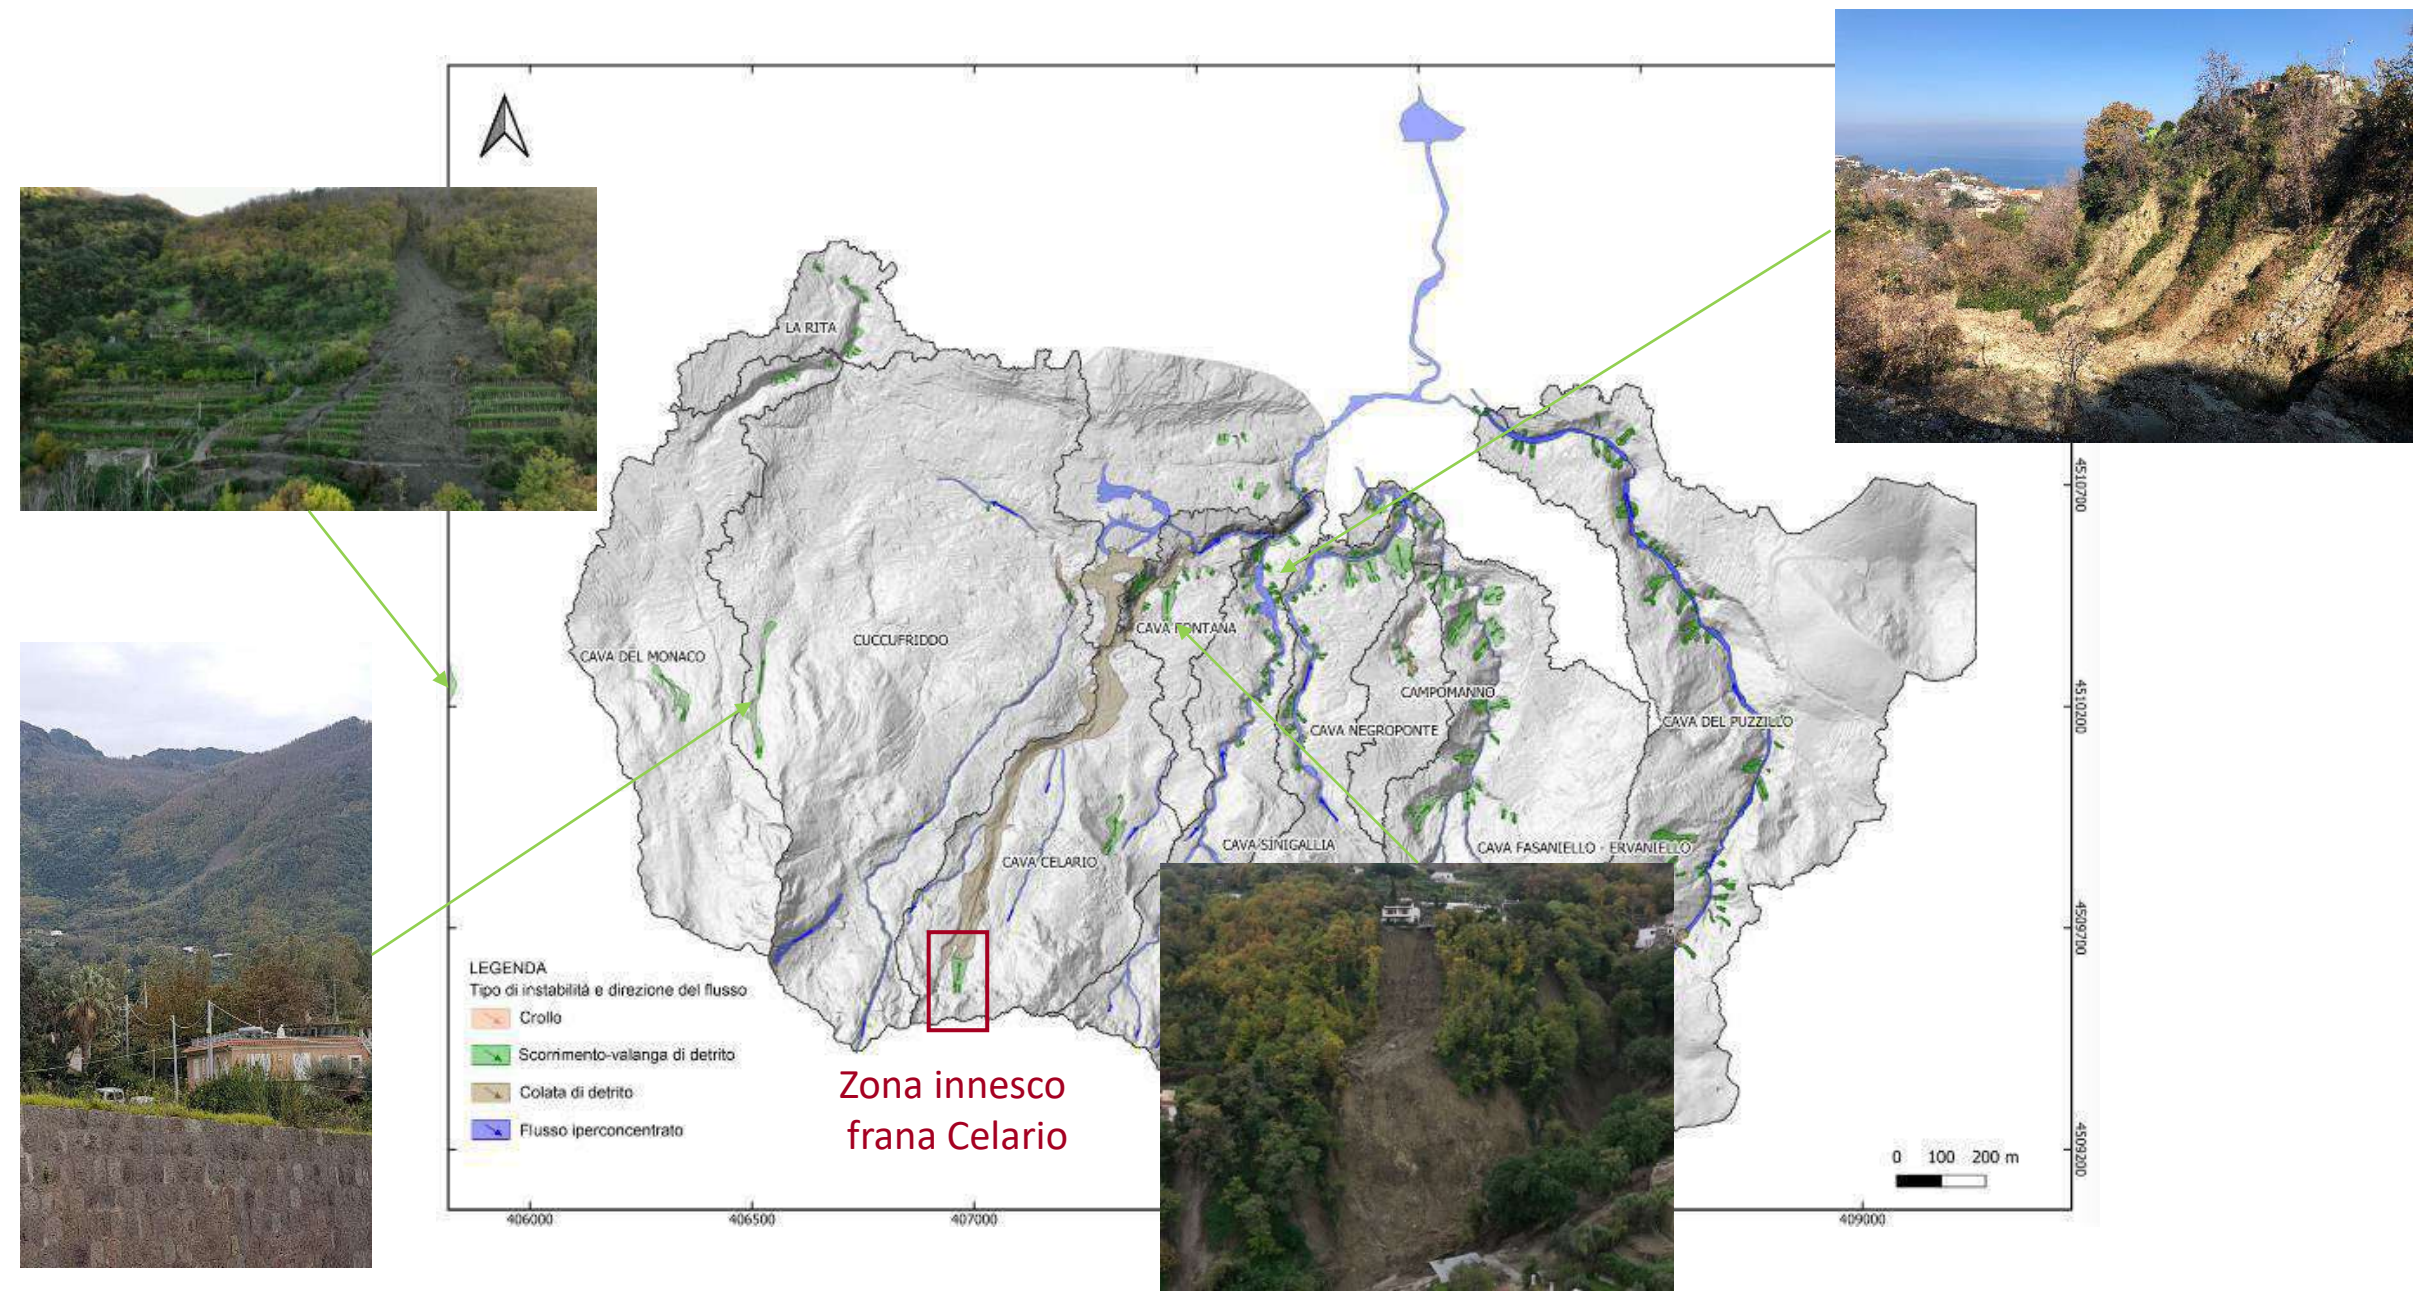 LA RITA
4510700
CAVA FONTANA
CUCCUFRIDDO
CAVA DEL MONACO
CAMPOMANNO
4510200
CAVA DEL PUZZILLO
CAVA NEGROPONTE
CAVA SINIGALLIA
CAVA FASANIELLO - ERVANIELLO
CAVA CELARIO
4509700
LEGENDA
Tipo di instabilità e direzione del flusso
Crollo
Scorrimento-valanga di detrito
Colata di detrito
Flusso iperconcentrato
Zona innesco
frana Celario
4509200
0 100 200 m
406000 406500 407000 409000